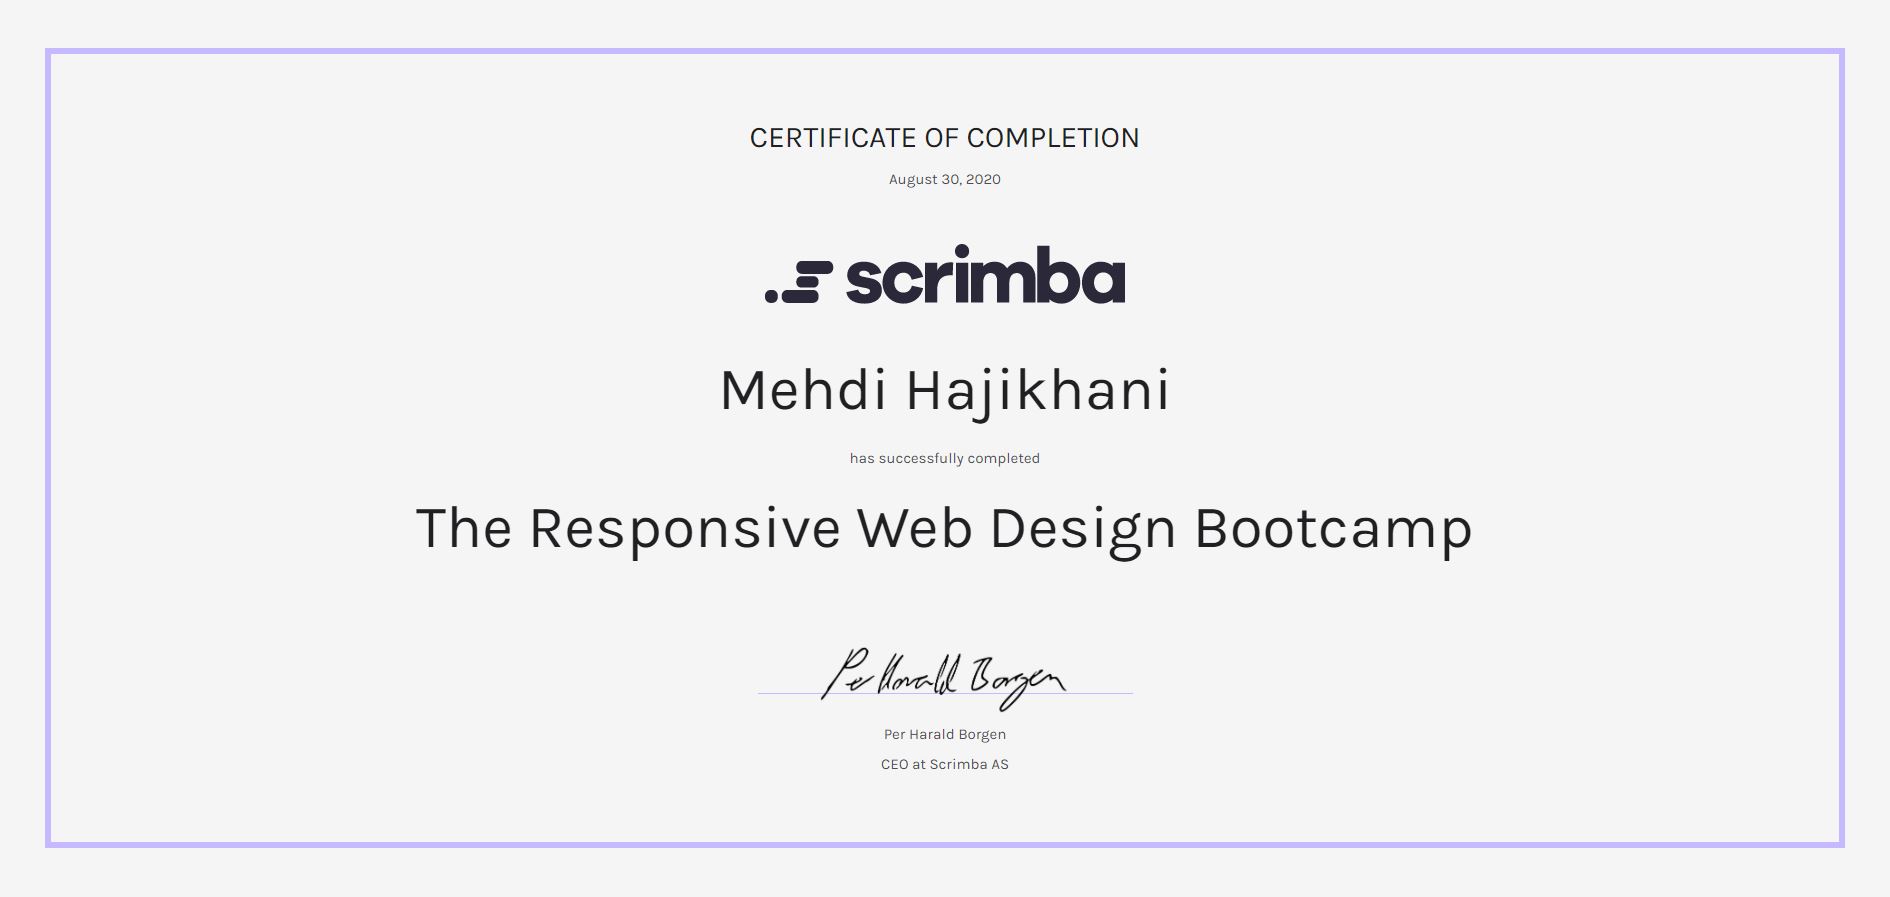 CERTIFICATE OF COMPLETION
August 30, 2020
scrimba
Mehdi Hajikhani
has successfully completed
The Responsive Web Design Bootcamp
Per Harald Borgen
Per Harald Borgen
CEO at Scrimba AS